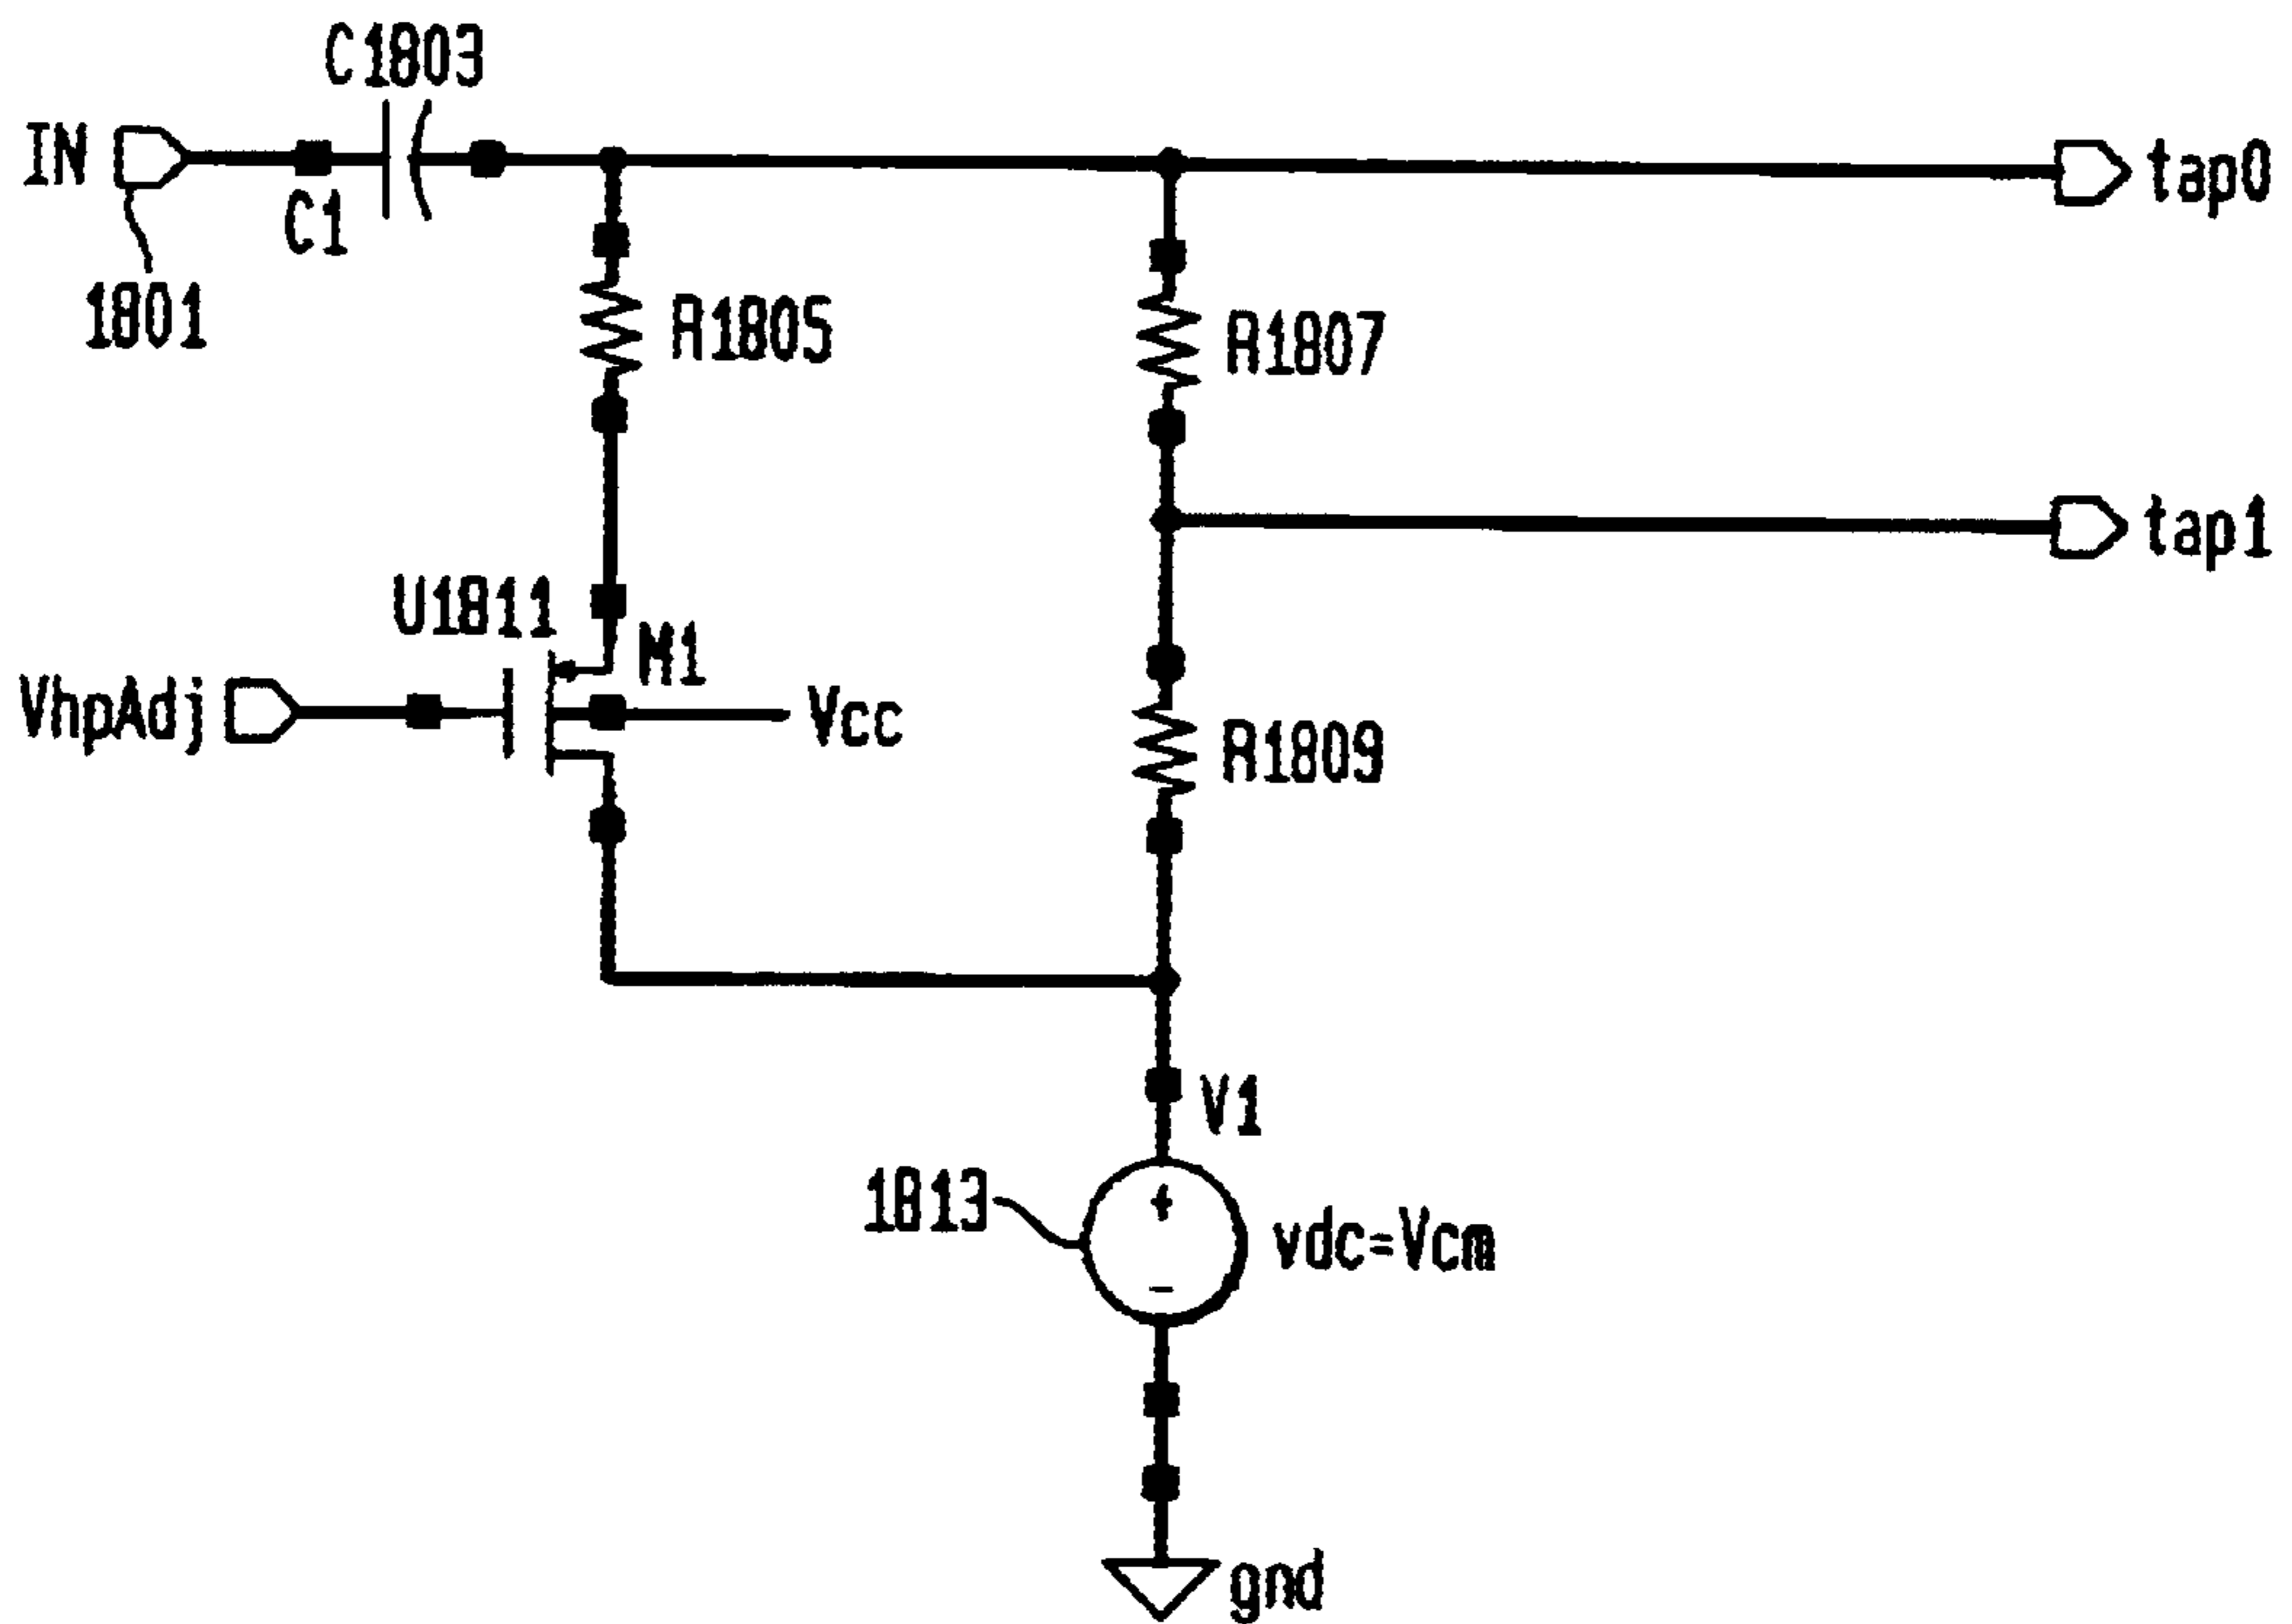 C1803
IN
tap0
C1
1801
R1805
R1807
tap1
U1811
M1
VhpAdj
Vcc
R1809
V1
+
1813
vdc=Vcm
-
gnd